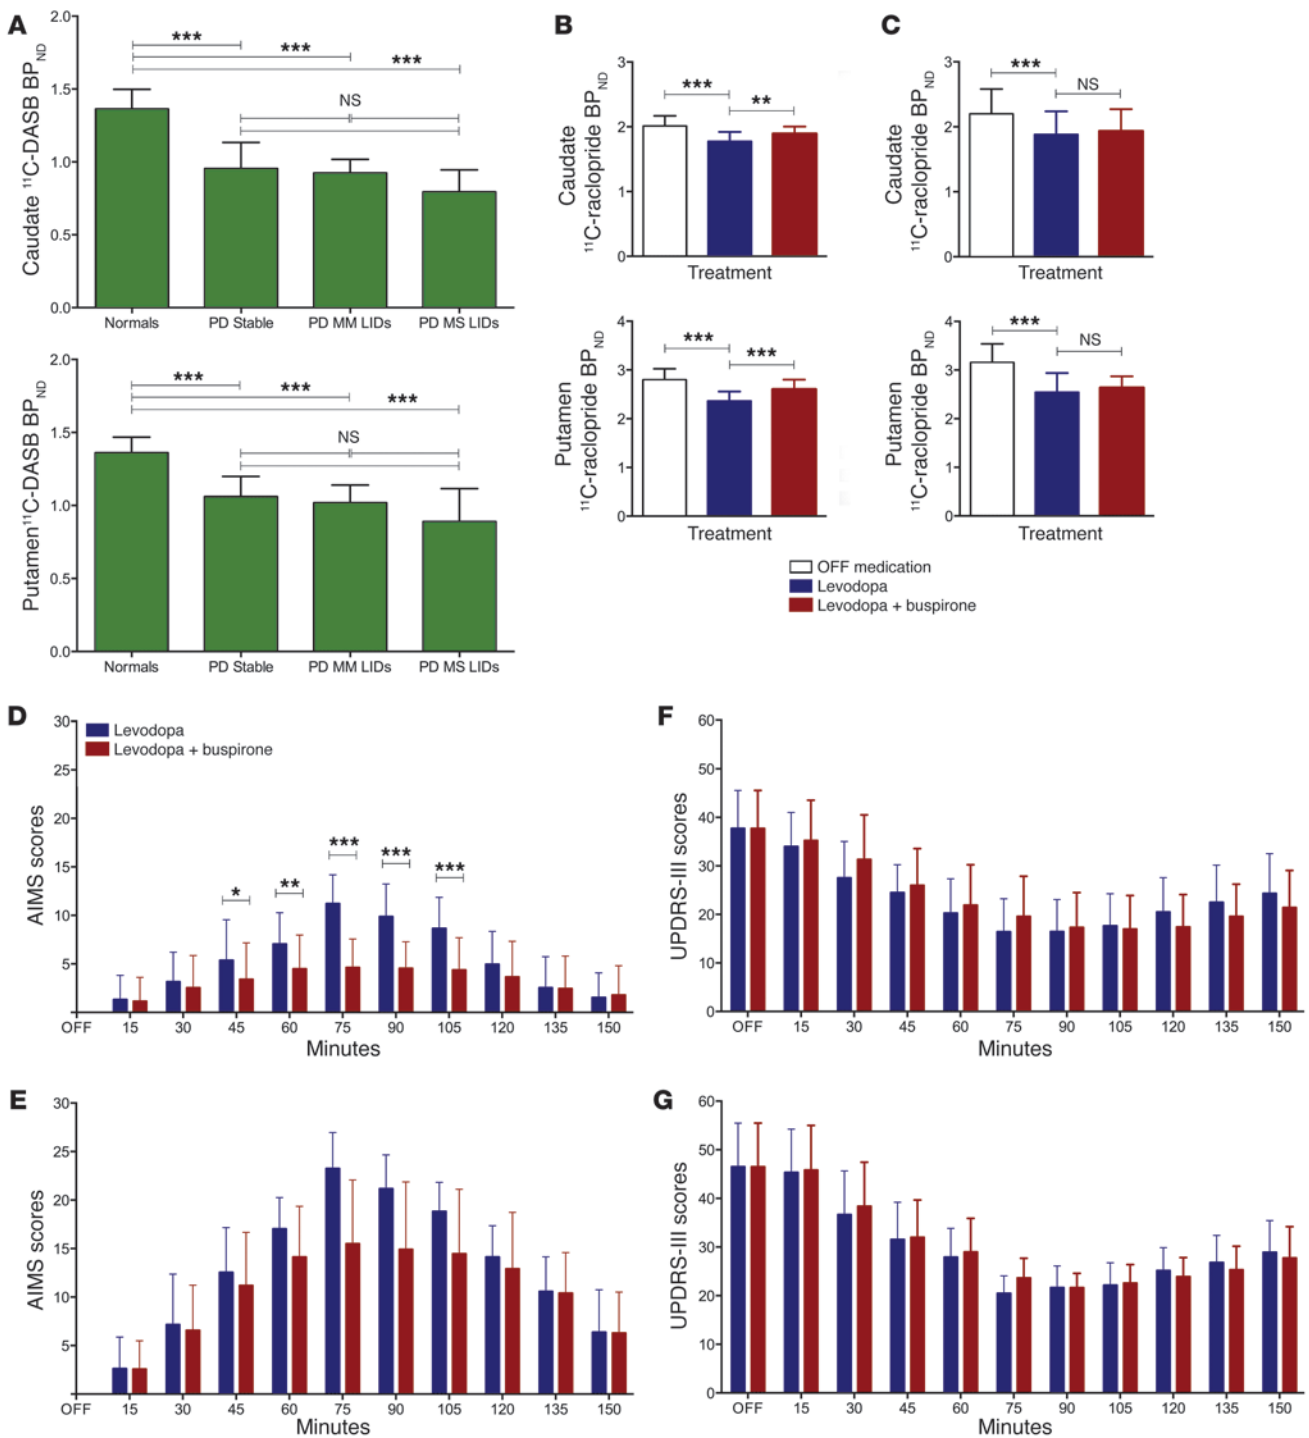 A
Caudate ¹¹C-DASB BP_ND
2.0
1.5
1.0
0.5
0.0
***
***
***
NS
Normals
PD Stable
PD MM LIDs
PD MS LIDs
Putamen¹¹C-DASB BP_ND
2.0
1.5
1.0
0.5
0.0
***
***
***
NS
Normals
PD Stable
PD MM LIDs
PD MS LIDs
B
Caudate
¹¹C-raclopride BP_ND
3
2
1
0
***
**
Treatment
Putamen
¹¹C-raclopride BP_ND
4
3
2
1
0
***
***
Treatment
C
Caudate
¹¹C-raclopride BP_ND
3
2
1
0
***
NS
Treatment
Putamen
¹¹C-raclopride BP_ND
4
3
2
1
0
***
NS
Treatment
OFF medication
Levodopa
Levodopa + buspirone
D
AIMS scores
30
25
20
15
10
5
Levodopa
Levodopa + buspirone
*
**
***
***
***
OFF 15 30 45 60 75 90 105 120 135 150
Minutes
F
UPDRS-III scores
60
50
40
30
20
10
0
OFF 15 30 45 60 75 90 105 120 135 150
Minutes
E
AIMS scores
30
25
20
15
10
5
OFF 15 30 45 60 75 90 105 120 135 150
Minutes
G
UPDRS-III scores
60
50
40
30
20
10
0
OFF 15 30 45 60 75 90 105 120 135 150
Minutes